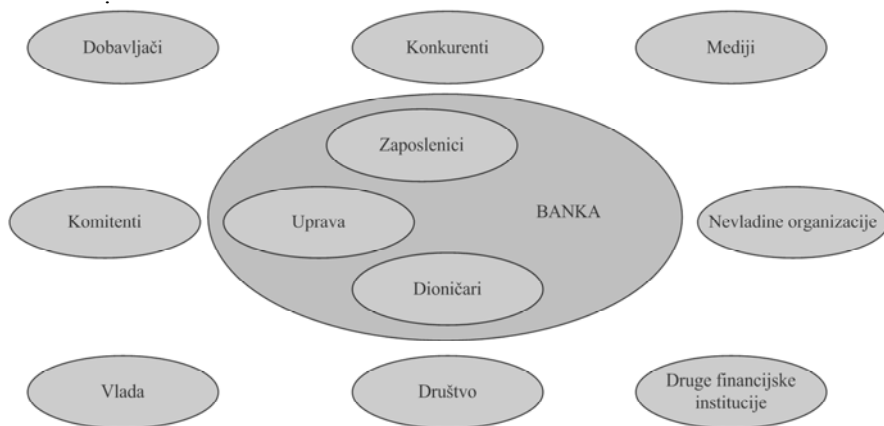 Dobavljači
Konkurenti
Mediji
Zaposlenici
Komitenti
Uprava
BANKA
Nevladine organizacije
Dioničari
Vlada
Društvo
Druge financijske
institucije